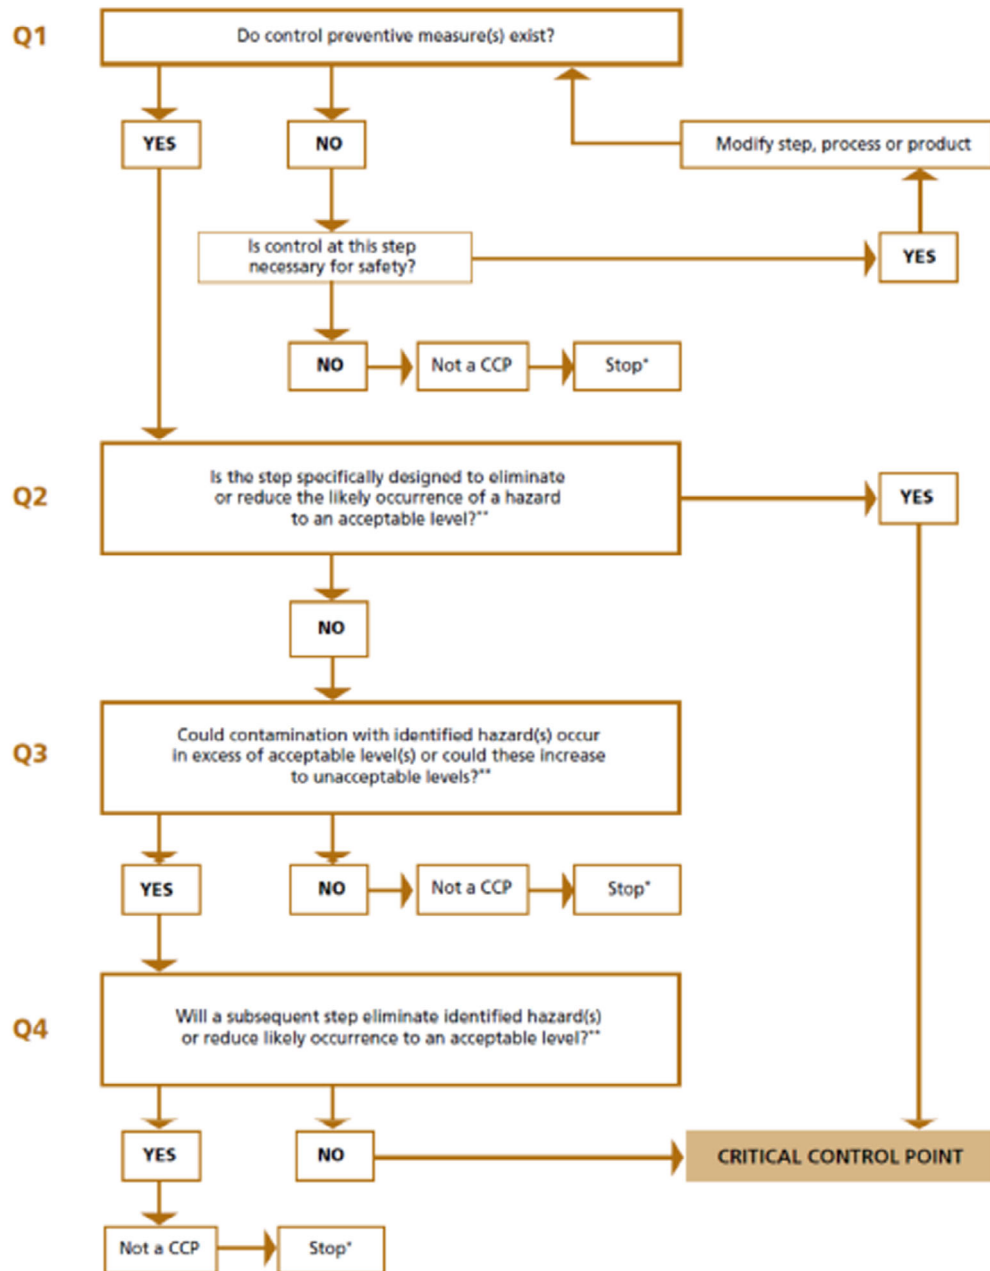 Q1
Do control preventive measure(s) exist?
YES
NO
Modify step, process or product
Is control at this step
necessary for safety?
YES
NO
Not a CCP
Stop*
Q2
Is the step specifically designed to eliminate
or reduce the likely occurrence of a hazard
to an acceptable level?**
YES
NO
Q3
Could contamination with identified hazard(s) occur
in excess of acceptable level(s) or could these increase
to unacceptable levels?**
YES
NO
Not a CCP
Stop*
Q4
Will a subsequent step eliminate identified hazard(s)
or reduce likely occurrence to an acceptable level?**
YES
NO
CRITICAL CONTROL POINT
Not a CCP
Stop*